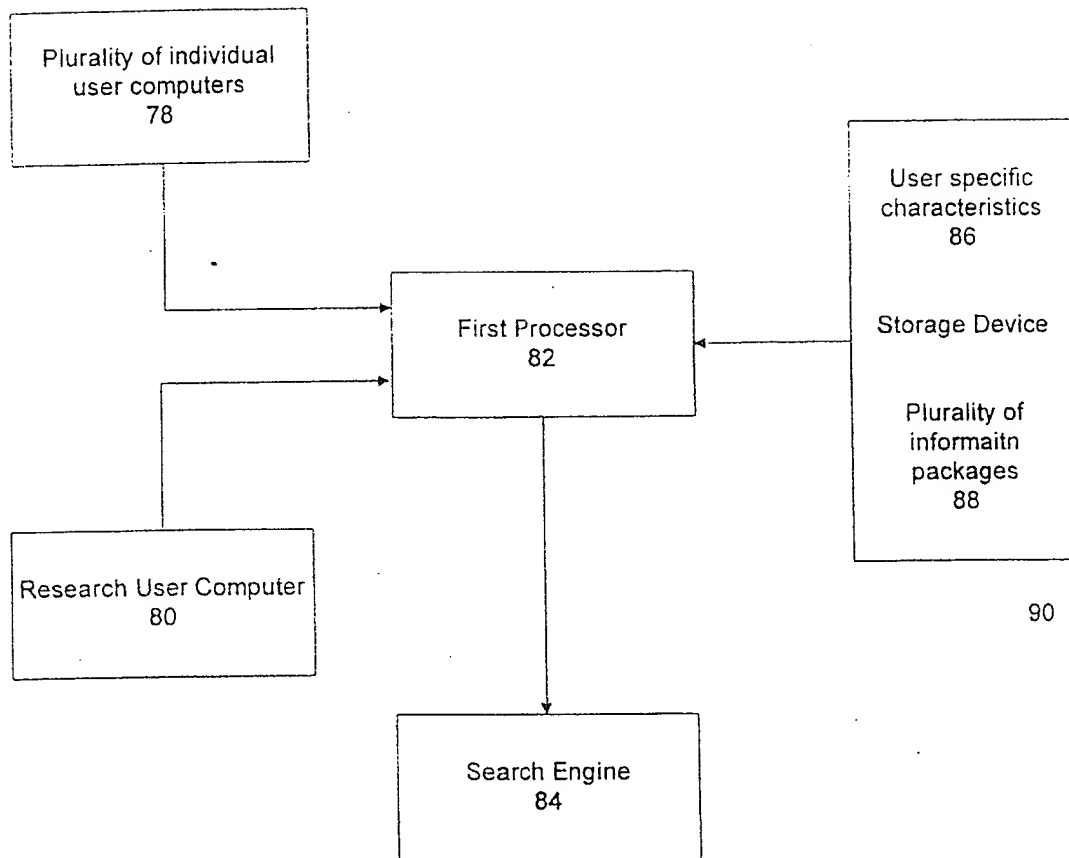 Plurality of individual
user computers
78
User specific
characteristics
86
First Processor
82
Storage Device
Plurality of
informaitn
packages
88
Research User Computer
80
90
Search Engine
84